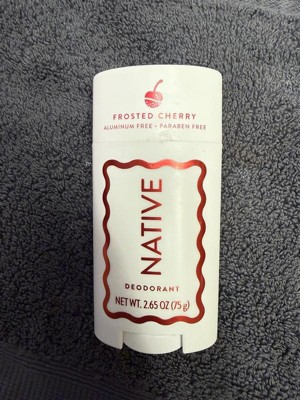 FROSTED CHERRY
ALUMINUM FREE • PARABEN FREE
NATIVE
DEODORANT
NET WT. 2.65 OZ (75 g)